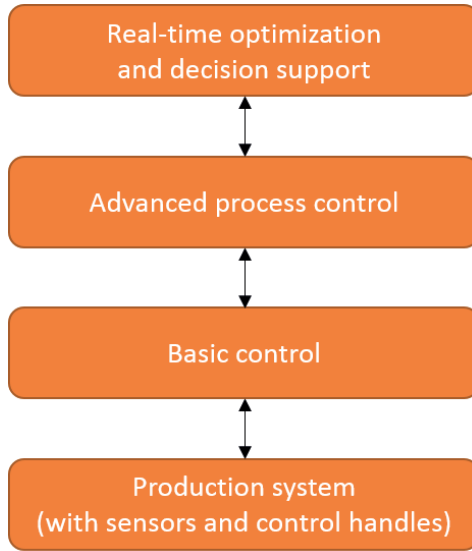 Real-time optimization
and decision support
Advanced process control
Basic control
Production system
(with sensors and control handles)